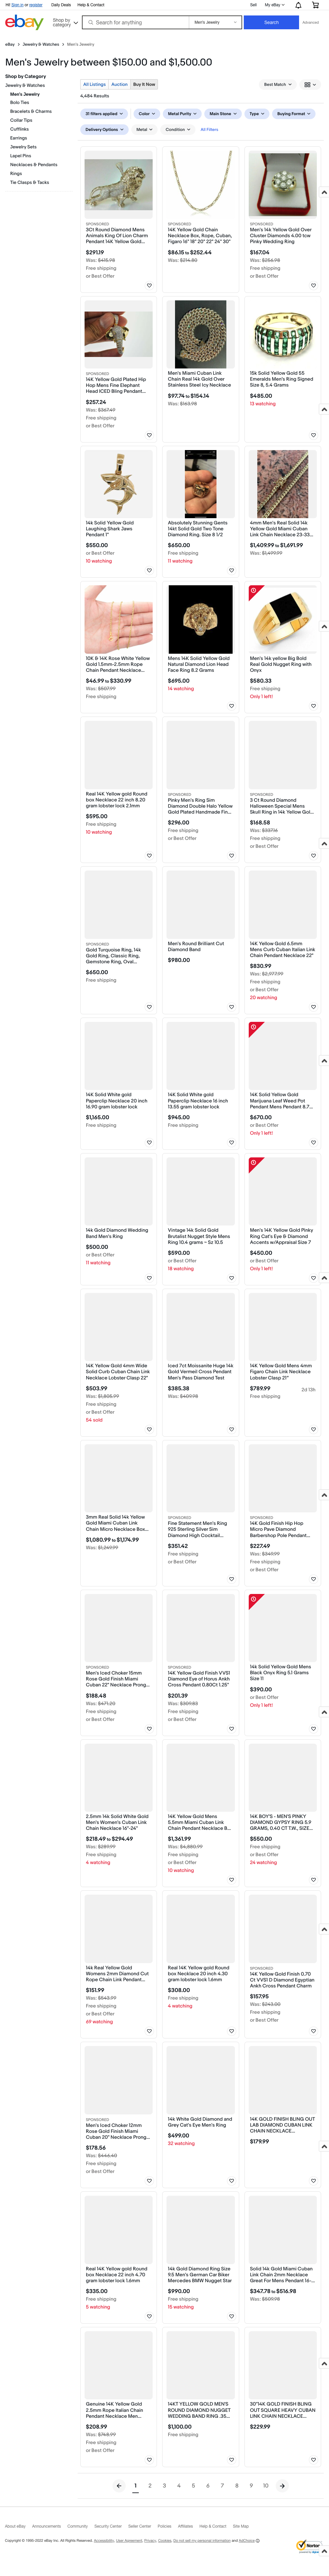 Hi! Sign in or register
Daily Deals
Help & Contact
Sell
My eBay
ebay
Shop by category
Search for anything
Men's Jewelry
Search
Advanced
eBay > Jewelry & Watches > Men's Jewelry
Men's Jewelry between $150.00 and $1,500.00
Shop by Category
Jewelry & Watches
Men's Jewelry
Bolo Ties
Bracelets & Charms
Collar Tips
Cufflinks
Earrings
Jewelry Sets
Lapel Pins
Necklaces & Pendants
Rings
Tie Clasps & Tacks
All Listings
Auction
Buy It Now
Best Match
4,484 Results
31 filters applied
Color
Metal Purity
Main Stone
Type
Buying Format
Delivery Options
Metal
Condition
All Filters
SPONSORED
3Ct Round Diamond Mens
Animals King Of Lion Charm
Pendant 14K Yellow Gold...
$291.19
Was: $415.98
Free shipping
or Best Offer
SPONSORED
14K Yellow Gold Chain
Necklace Box, Rope, Cuban,
Figaro 16" 18" 20" 22" 24" 30"
$86.15 to $252.44
Was: $274.30
SPONSORED
Men's 14k Yellow Gold Over
Cluster Diamonds 4.00 tcw
Pinky Wedding Ring
$167.04
Was: $256.98
Free shipping
or Best Offer
SPONSORED
14K Yellow Gold Plated Hip
Hop Mens Fine Elephant
Head ICED Bling Pendant...
$257.24
Was: $367.49
Free shipping
or Best Offer
Men's Miami Cuban Link
Chain Real 14k Gold Over
Stainless Steel Icy Necklace
$97.74 to $154.14
Was: $163.98
15k Solid Yellow Gold 55
Emeralds Men's Ring Signed
Size 8, 5.4 Grams
$485.00
13 watching
14k Solid Yellow Gold
Laughing Shark Jaws
Pendant 1"
$550.00
or Best Offer
10 watching
Absolutely Stunning Gents
14kt Solid Gold Two Tone
Diamond Ring. Size 8 1/2
$650.00
Free shipping
11 watching
4mm Men's Real Solid 14k
Yellow Gold Miami Cuban
Link Chain Necklace 23-33...
$1,409.99 to $1,691.99
Was: $1,499.99
10K & 14K Rose White Yellow
Gold 1.5mm-2.5mm Rope
Chain Pendant Necklace...
$46.99 to $330.99
Was: $507.99
Free shipping
Mens 14K Solid Yellow Gold
Natural Diamond Lion Head
Face Ring 8.2 Grams
$695.00
14 watching
Men's 14k yellow Big Bold
Real Gold Nugget Ring with
Onyx
$580.33
Free shipping
Only 1 left!
Real 14K Yellow gold Round
box Necklace 22 inch 8.20
gram lobster lock 2.1mm
$595.00
Free shipping
10 watching
SPONSORED
Pinky Men's Ring Sim
Diamond Double Halo Yellow
Gold Plated Handmade Fin...
$296.00
Free shipping
or Best Offer
SPONSORED
3 Ct Round Diamond
Halloween Special Mens
Skull Ring In 14k Yellow Gol...
$168.58
Was: $337.16
Free shipping
or Best Offer
SPONSORED
Gold Turquoise Ring, 14k
Gold Ring, Classic Ring,
Gemstone Ring, Oval...
$650.00
Free shipping
Men's Round Brilliant Cut
Diamond Band
$980.00
14K Yellow Gold 6.5mm
Mens Curb Cuban Italian Link
Chain Pendant Necklace 22"
$830.99
Was: $2,977.99
Free shipping
or Best Offer
20 watching
14K Solid White gold
Paperclip Necklace 20 inch
16.90 gram lobster lock
$1,165.00
Free shipping
14K Solid White gold
Paperclip Necklace 16 inch
13.55 gram lobster lock
$945.00
Free shipping
14K Solid Yellow Gold
Marijuana Leaf Weed Pot
Pendant Mens Pendant 8.7...
$670.00
or Best Offer
Only 1 left!
14k Gold Diamond Wedding
Band Men's Ring
$500.00
or Best Offer
11 watching
Vintage 14k Solid Gold
Brutalist Nugget Style Mens
Ring 10.4 grams ~ Sz 10.5
$590.00
or Best Offer
18 watching
Men's 14K Yellow Gold Pinky
Ring Cat's Eye & Diamond
Accents w/Appraisal Size 7
$450.00
or Best Offer
Only 1 left!
14K Yellow Gold 4mm Wide
Solid Curb Cuban Chain Link
Necklace Lobster Clasp 22"
$503.99
Was: $1,805.99
Free shipping
or Best Offer
54 sold
Iced 7ct Moissanite Huge 14k
Gold Vermeil Cross Pendant
Men's Pass Diamond Test
$385.38
Was: $409.98
14K Yellow Gold Mens 4mm
Figaro Chain Link Necklace
Lobster Clasp 21"
$789.99
2d 13h
Free shipping
3mm Real Solid 14k Yellow
Gold Miami Cuban Link
Chain Micro Necklace Box...
$1,080.99 to $1,174.99
Was: $1,249.99
SPONSORED
Fine Statement Men's Ring
925 Sterling Silver Sim
Diamond High Cocktail...
$351.42
Free shipping
or Best Offer
SPONSORED
14K Gold Finish Hip Hop
Micro Pave Diamond
Barbershop Pole Pendant...
$227.49
Was: $349.99
Free shipping
or Best Offer
SPONSORED
Men's Iced Choker 15mm
Rose Gold Finish Miami
Cuban 22" Necklace Prong...
$188.48
Was: $471.20
Free shipping
or Best Offer
SPONSORED
14K Yellow Gold Finish VVS1
Diamond Eye of Horus Ankh
Cross Pendant 0.80Ct 1.25"
$201.39
Was: $309.83
Free shipping
or Best Offer
14k Solid Yellow Gold Mens
Black Onyx Ring 5.1 Grams
Size 11
$390.00
or Best Offer
Only 1 left!
2.5mm 14k Solid White Gold
Men's Women's Cuban Link
Chain Necklace 16"-24"
$218.49 to $294.49
Was: $289.99
Free shipping
4 watching
14K Yellow Gold Mens
5.5mm Miami Cuban Link
Chain Pendant Necklace B...
$1,361.99
Was: $4,880.99
Free shipping
or Best Offer
10 watching
14K BOY'S - MEN'S PINKY
DIAMOND GYPSY RING 5.9
GRAMS, 0.40 CT T.W., SIZE...
$550.00
Free shipping
or Best Offer
24 watching
14k Real Yellow Gold
Womens 2mm Diamond Cut
Rope Chain Link Pendant...
$151.99
Was: $543.99
Free shipping
or Best Offer
69 watching
Real 14K Yellow gold Round
box Necklace 20 inch 4.30
gram lobster lock 1.6mm
$308.00
Free shipping
4 watching
SPONSORED
14K Yellow Gold Finish 0.70
Ct VVS1 D Diamond Egyptian
Ankh Cross Pendant Charm
$157.95
Was: $243.00
Free shipping
or Best Offer
SPONSORED
Men's Iced Choker 12mm
Rose Gold Finish Miami
Cuban 20" Necklace Prong...
$178.56
Was: $446.40
Free shipping
or Best Offer
14k White Gold Diamond and
Grey Cat's Eye Men's Ring
$499.00
32 watching
14K GOLD FINISH BLING OUT
LAB DIAMOND CUBAN LINK
CHAIN NECKLACE...
$179.99
Real 14K Yellow gold Round
box Necklace 22 inch 4.70
gram lobster lock 1.6mm
$335.00
Free shipping
5 watching
14k Gold Diamond Ring Size
9.5 Men's German Car Biker
Mercedes BMW Nugget Star
$990.00
Free shipping
15 watching
Solid 14k Gold Miami Cuban
Link Chain 2mm Necklace
Great For Mens Pendant 16-...
$347.78 to $516.98
Was: $509.98
Genuine 14K Yellow Gold
2.5mm Rope Italian Chain
Pendant Necklace Men...
$208.99
Was: $748.99
Free shipping
or Best Offer
14KT YELLOW GOLD MEN'S
ROUND DIAMOND NUGGET
WEDDING BAND RING .35...
$1,100.00
Free shipping
30"14K GOLD FINISH BLING
OUT SQUARE HEAVY CUBAN
LINK CHAIN NECKLACE...
$229.99
1 2 3 4 5 6 7 8 9 10
About eBay
Announcements
Community
Security Center
Seller Center
Policies
Affiliates
Help & Contact
Site Map
Copyright © 1995-2023 eBay Inc. All Rights Reserved. Accessibility, User Agreement, Privacy, Cookies, Do not sell my personal information and AdChoice
Norton